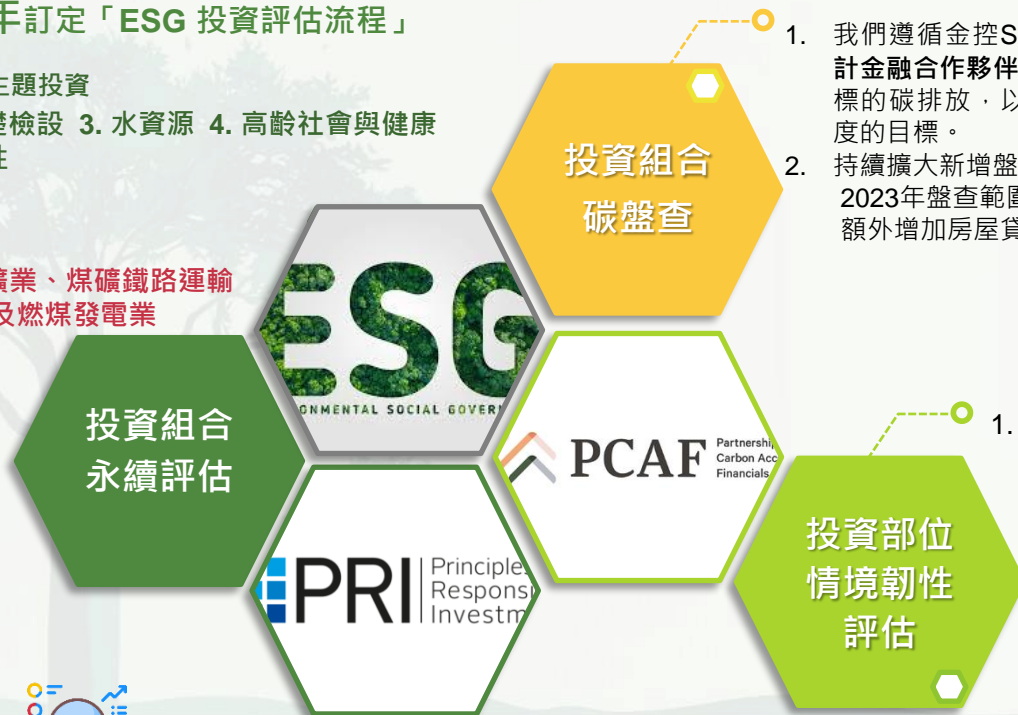 年訂定「ESG 投資評估流程」
主題投資
礎檢設 3. 水資源 4. 高齡社會與健康
性
礦業、煤礦鐵路運輸
及燃煤發電業
投資組合
永續評估
ESG
ONMENTAL SOCIAL GOVER
PRI
Principles
Respons
Investm
投資組合
碳盤查
1. 我們遵循金控S
計金融合作夥伴
標的碳排放，以
度的目標。
2. 持續擴大新增盤
2023年盤查範圍
額外增加房屋貸
PCAF
Partnership
Carbon Acc
Financials
1.
投資部位
情境韌性
評估